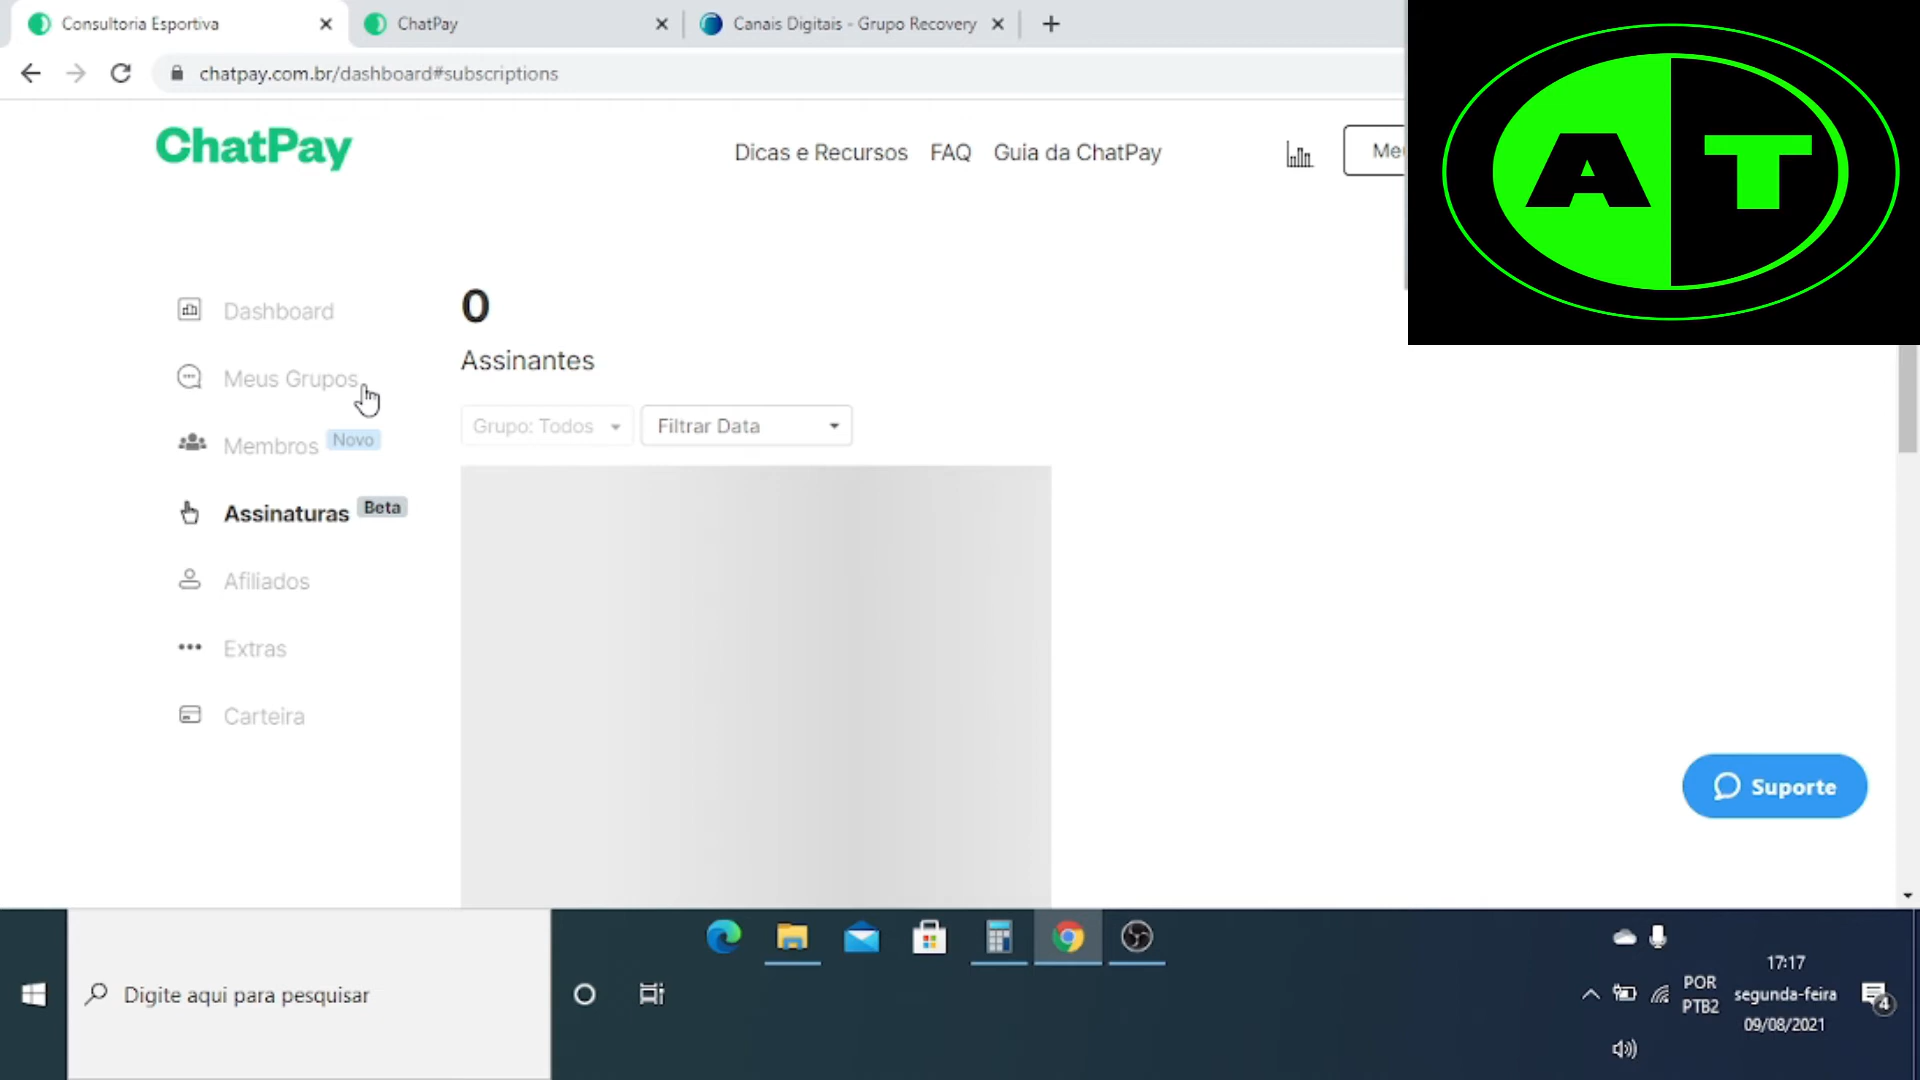 Consultoria Esportiva
ChatPay
Canais Digitais - Grupo Recovery
chatpay.com.br/dashboard#subscriptions
ChatPay
Dicas e Recursos
FAQ
Guia da ChatPay
A T
Dashboard
Meus Grupos
Membros Novo
Assinaturas Beta
Afiliados
Extras
Carteira
0
Assinantes
Grupo: Todos
Filtrar Data
Suporte
Digite aqui para pesquisar
POR
PTB2
17:17
segunda-feira
09/08/2021
4